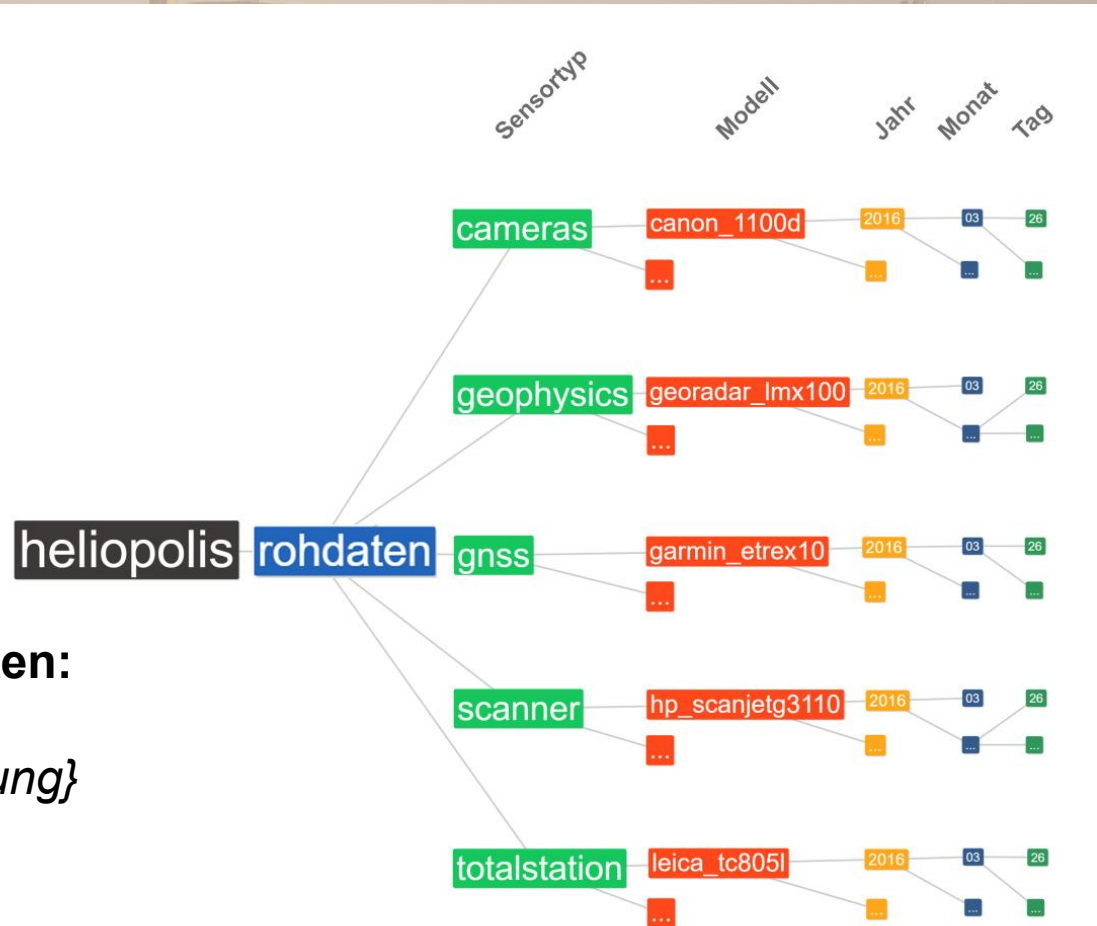 Sensortyp Modell Jahr Monat Tag
cameras canon_1100d 2016 03 26
... ... ... ...
geophysics georadar_lmx100 2016 03 26
... ... ... ...
heliopolis rohdaten gnss garmin_etrex10 2016 03 26
... ... ... ...
en:
scanner hp_scanjetg3110 2016 03 26
... ... ... ...
ung}
totalstation leica_tc805l 2016 03 26
... ... ... ...